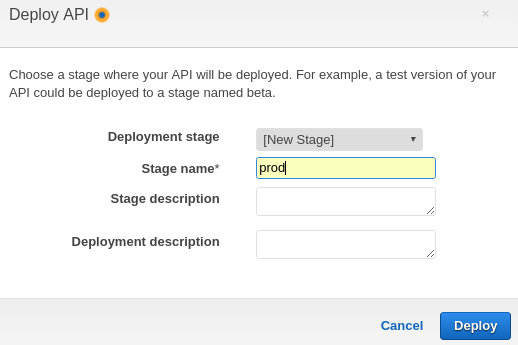 Deploy API
×
Choose a stage where your API will be deployed. For example, a test version of your
API could be deployed to a stage named beta.
Deployment stage [New Stage]
Stage name* prod
Stage description
Deployment description
Cancel Deploy